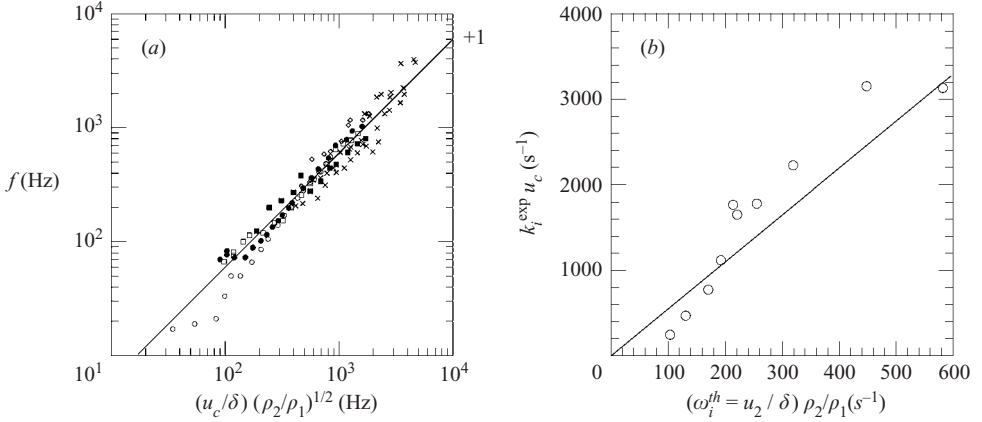 10⁴
(a)
+1
10³
f (Hz)
10²
10¹
10¹ 10² 10³ 10⁴
(u_c/δ) (ρ₂/ρ₁)^{1/2} (Hz)
4000
(b)
3000
k_i^{exp} u_c (s⁻¹)
2000
1000
0 100 200 300 400 500 600
(ω_i^{th} = u₂ / δ) ρ₂/ρ₁(s⁻¹)